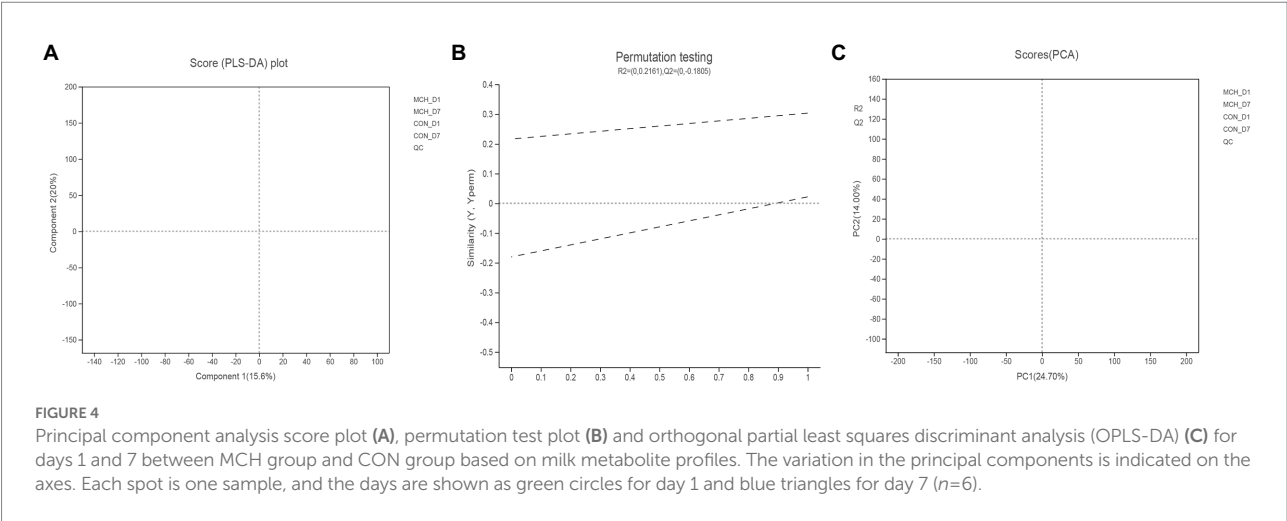 A
Score (PLS-DA) plot
200
150
100
50
0
-50
-100
-150
Component 2(20%)
-140 -120 -100 -80 -60 -40 -20 0 20 40 60 80 100
Component 1(15.6%)
MCH_D1
MCH_D7
CON_D1
CON_D7
QC
B
Permutation testing
R2=(0,0.2161),Q2=(0,-0.1805)
0.4
0.3
0.2
0.1
0
-0.1
-0.2
-0.3
-0.4
-0.5
Similarity (Y, Yperm)
0 0.1 0.2 0.3 0.4 0.5 0.6 0.7 0.8 0.9 1
R2
Q2
C
Scores(PCA)
160
140
120
100
80
60
40
20
0
-20
-40
-60
-80
-100
PC2(14.00%)
-200 -150 -100 -50 0 50 100 150 200
PC1(24.70%)
MCH_D1
MCH_D7
CON_D1
CON_D7
QC
FIGURE 4
Principal component analysis score plot (A), permutation test plot (B) and orthogonal partial least squares discriminant analysis (OPLS-DA) (C) for
days 1 and 7 between MCH group and CON group based on milk metabolite profiles. The variation in the principal components is indicated on the
axes. Each spot is one sample, and the days are shown as green circles for day 1 and blue triangles for day 7 (n=6).